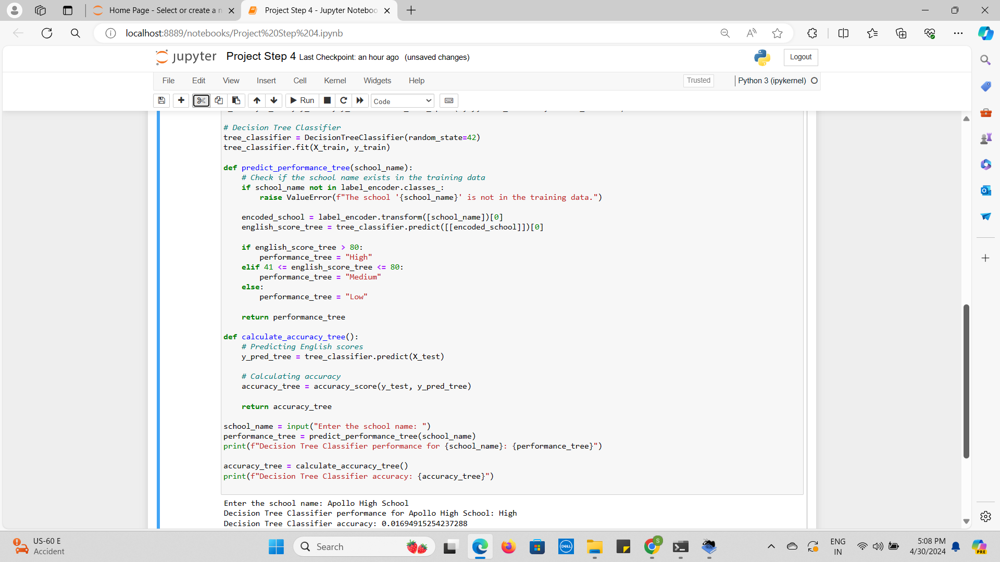 Home Page - Select or create a n
Project Step 4 - Jupyter Noteboo
localhost:8889/notebooks/Project%20Step%204.ipynb
jupyter Project Step 4 Last Checkpoint: an hour ago (unsaved changes)
Logout
File Edit View Insert Cell Kernel Widgets Help
Trusted
Python 3 (ipykernel)
Run
Code
# Decision Tree Classifier
tree_classifier = DecisionTreeClassifier(random_state=42)
tree_classifier.fit(X_train, y_train)
def predict_performance_tree(school_name):
# Check if the school name exists in the training data
if school_name not in label_encoder.classes_:
raise ValueError(f"The school '{school_name}' is not in the training data.")
encoded_school = label_encoder.transform([school_name])[0]
english_score_tree = tree_classifier.predict([[encoded_school]])[0]
if english_score_tree > 80:
performance_tree = "High"
elif 41 <= english_score_tree <= 80:
performance_tree = "Medium"
else:
performance_tree = "Low"
return performance_tree
def calculate_accuracy_tree():
# Predicting English scores
y_pred_tree = tree_classifier.predict(X_test)
# Calculating accuracy
accuracy_tree = accuracy_score(y_test, y_pred_tree)
return accuracy_tree
school_name = input("Enter the school name: ")
performance_tree = predict_performance_tree(school_name)
print(f"Decision Tree Classifier performance for {school_name}: {performance_tree}")
accuracy_tree = calculate_accuracy_tree()
print(f"Decision Tree Classifier accuracy: {accuracy_tree}")
Enter the school name: Apollo High School
Decision Tree Classifier performance for Apollo High School: High
Decision Tree Classifier accuracy: 0.01694915254237288
US-60 E
Accident
Search
DELL
S
ENG
IN
5:08 PM
4/30/2024
PRE